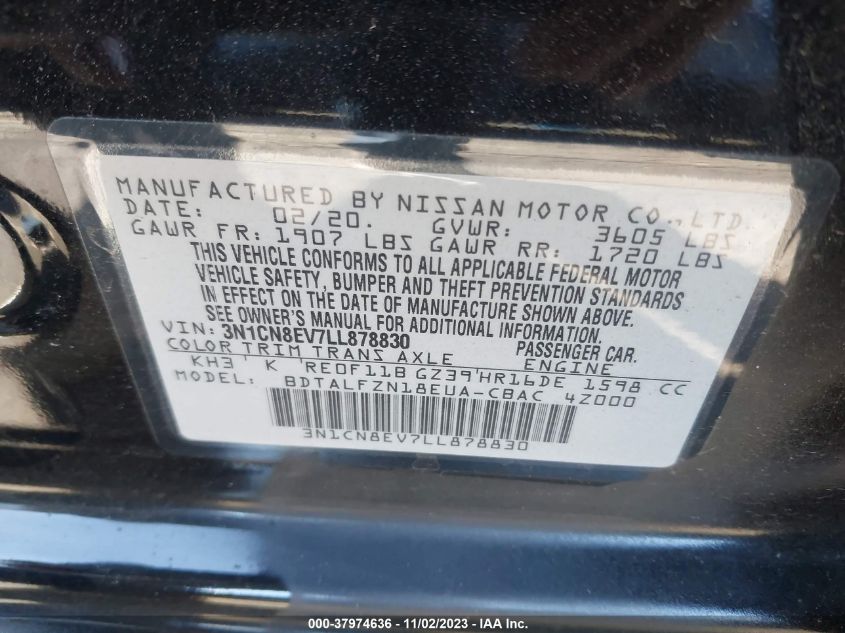 MANUFACTURED BY NISSAN MOTOR CO., LTD.
DATE: 02/20. GVWR: 3605 LBS
GAWR FR: 1907 LBS GAWR RR: 1720 LBS
THIS VEHICLE CONFORMS TO ALL APPLICABLE FEDERAL MOTOR
VEHICLE SAFETY, BUMPER AND THEFT PREVENTION STANDARDS
IN EFFECT ON THE DATE OF MANUFACTURE SHOWN ABOVE.
SEE OWNER'S MANUAL FOR ADDITIONAL INFORMATION.
VIN: 3N1CN8EV7LL878830 PASSENGER CAR.
COLOR TRIM TRANS AXLE ENGINE
KH3 K RE0F11B GZ39 HR16DE 1598 CC
MODEL: BDTALFZN18EUA-CBAC 4Z000
3N1CN8EV7LL878830
000-37974636 - 11/02/2023 - IAA Inc.